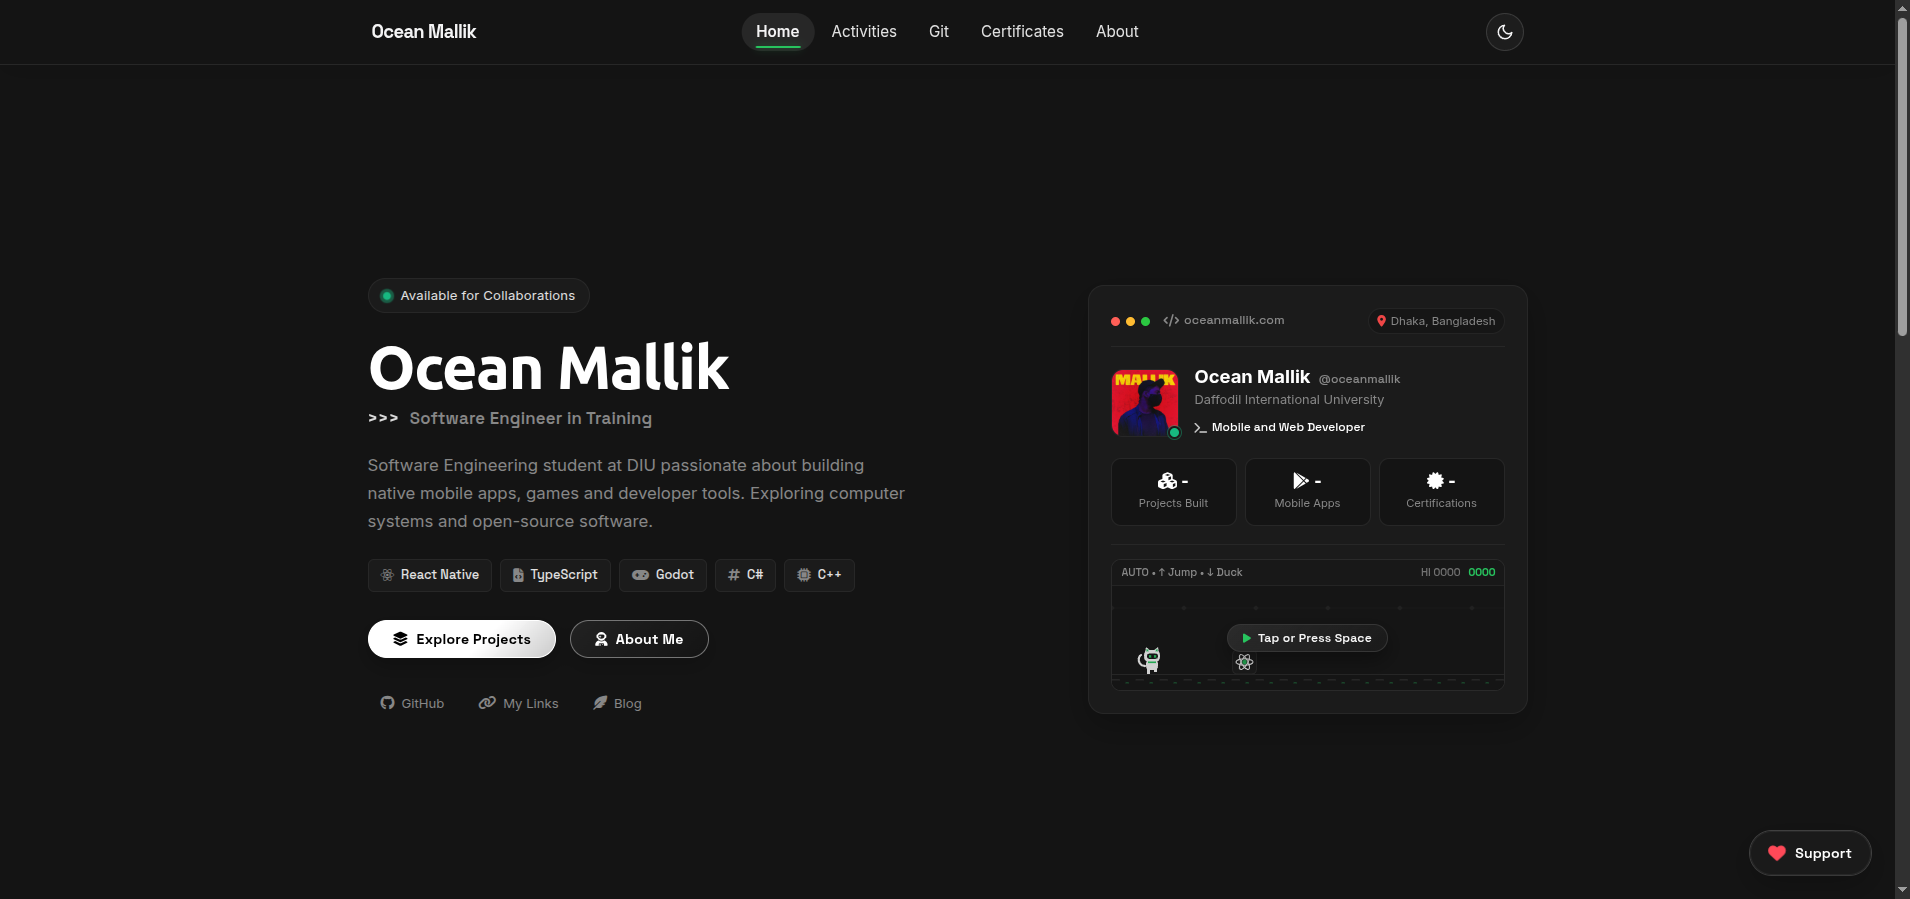 Ocean Mallik
Home
Activities
Git
Certificates
About
Available for Collaborations
Ocean Mallik
>>> Software Engineer in Training
Software Engineering student at DIU passionate about building
native mobile apps, games and developer tools. Exploring computer
systems and open-source software.
React Native
TypeScript
Godot
C#
C++
Explore Projects
About Me
GitHub
My Links
Blog
oceanmallik.com
Dhaka, Bangladesh
MALLIK
Ocean Mallik @oceanmallik
Daffodil International University
Mobile and Web Developer
-
Projects Built
-
Mobile Apps
-
Certifications
AUTO • ↑ Jump • ↓ Duck
HI 0000 0000
Tap or Press Space
Support